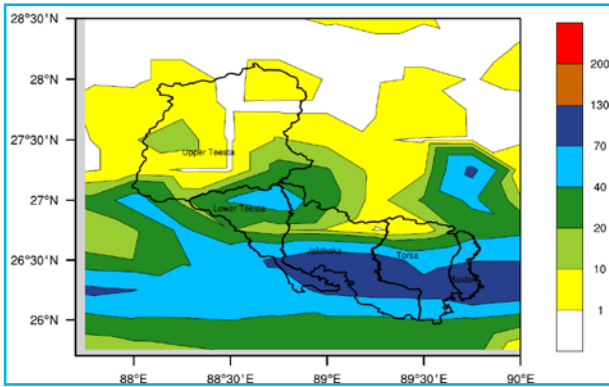 28°30'N
28°N
27°30'N
27°N
26°30'N
26°N
88°E
88°30'E
89°E
89°30'E
90°E
Upper Teesta
Lower Teesta
Jaldhaka
Torsa
Raidak
200
130
70
40
20
10
1